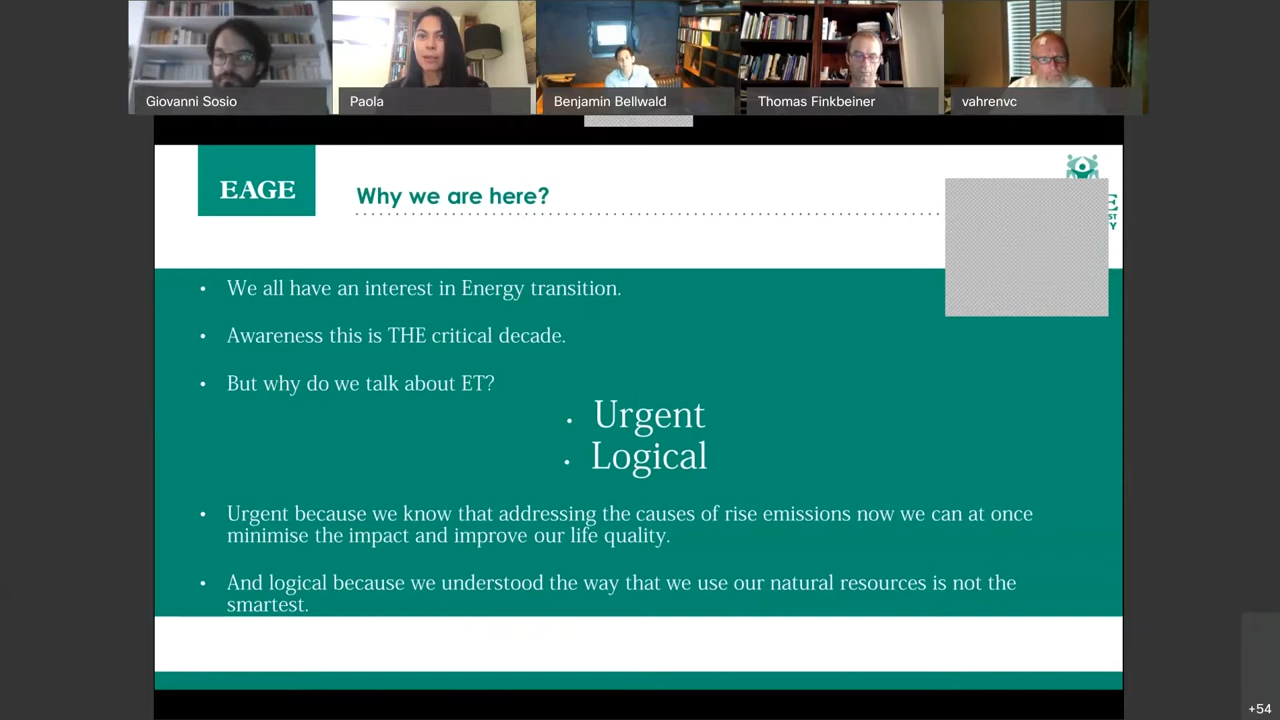 Giovanni Sosio
Paola
Benjamin Bellwald
Thomas Finkbeiner
vahrenvc
EAGE
Why we are here?
E
ST
Y
• We all have an interest in Energy transition.
• Awareness this is THE critical decade.
• But why do we talk about ET?
• Urgent
• Logical
• Urgent because we know that addressing the causes of rise emissions now we can at once
minimise the impact and improve our life quality.
• And logical because we understood the way that we use our natural resources is not the
smartest.
+54